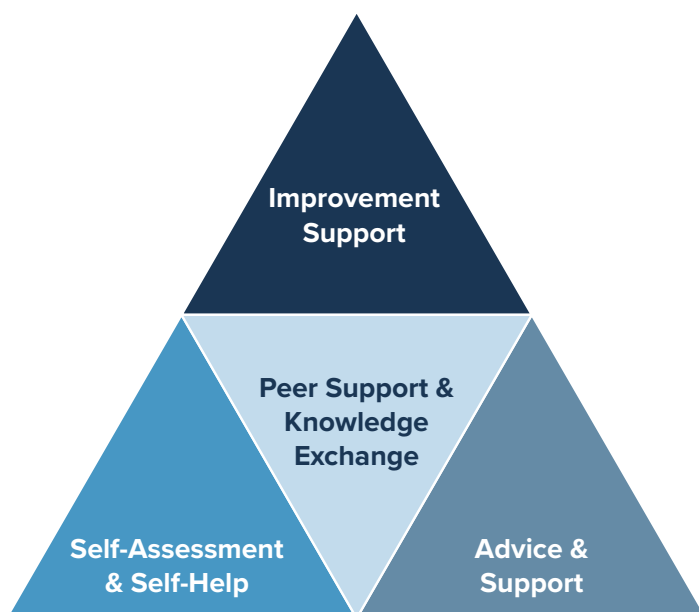 Improvement
Support
Peer Support &
Knowledge
Exchange
Self-Assessment
& Self-Help
Advice &
Support